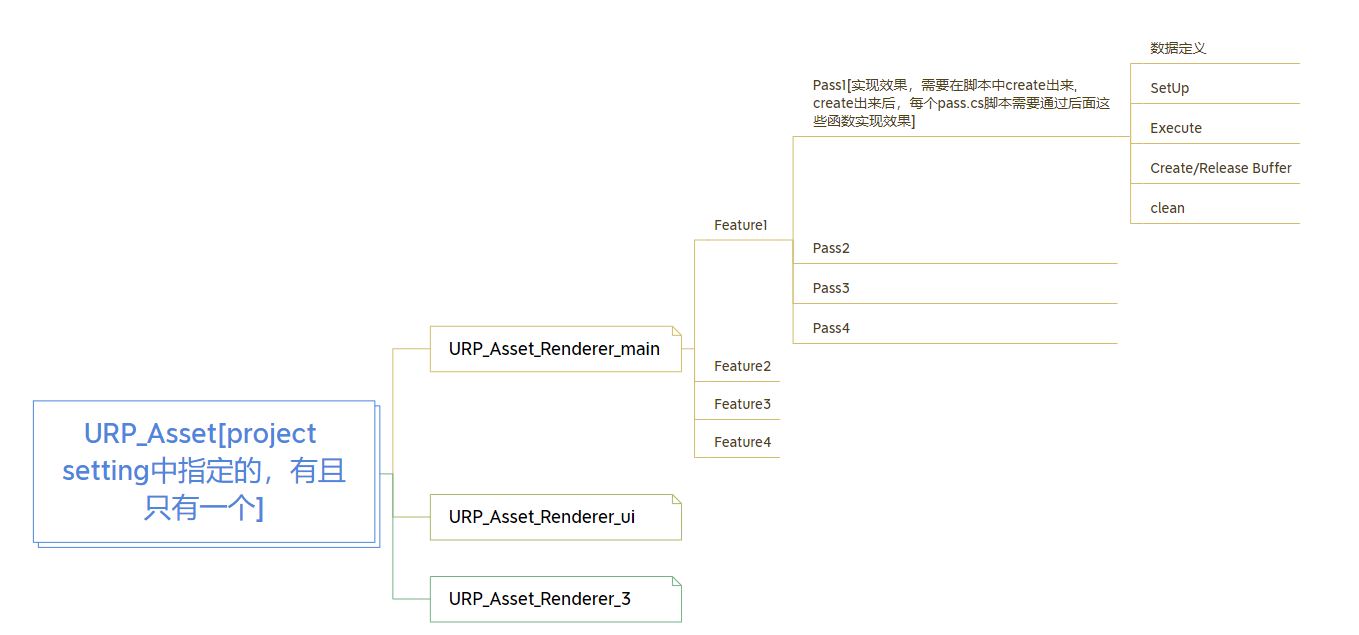 URP_Asset[project
setting中指定的，有且
只有一个]
URP_Asset_Renderer_main
Feature1
Pass1[实现效果，需要在脚本中create出来,
create出来后，每个pass.cs脚本需要通过后面这
些函数实现效果]
数据定义
SetUp
Execute
Create/Release Buffer
clean
Pass2
Pass3
Pass4
Feature2
Feature3
Feature4
URP_Asset_Renderer_ui
URP_Asset_Renderer_3